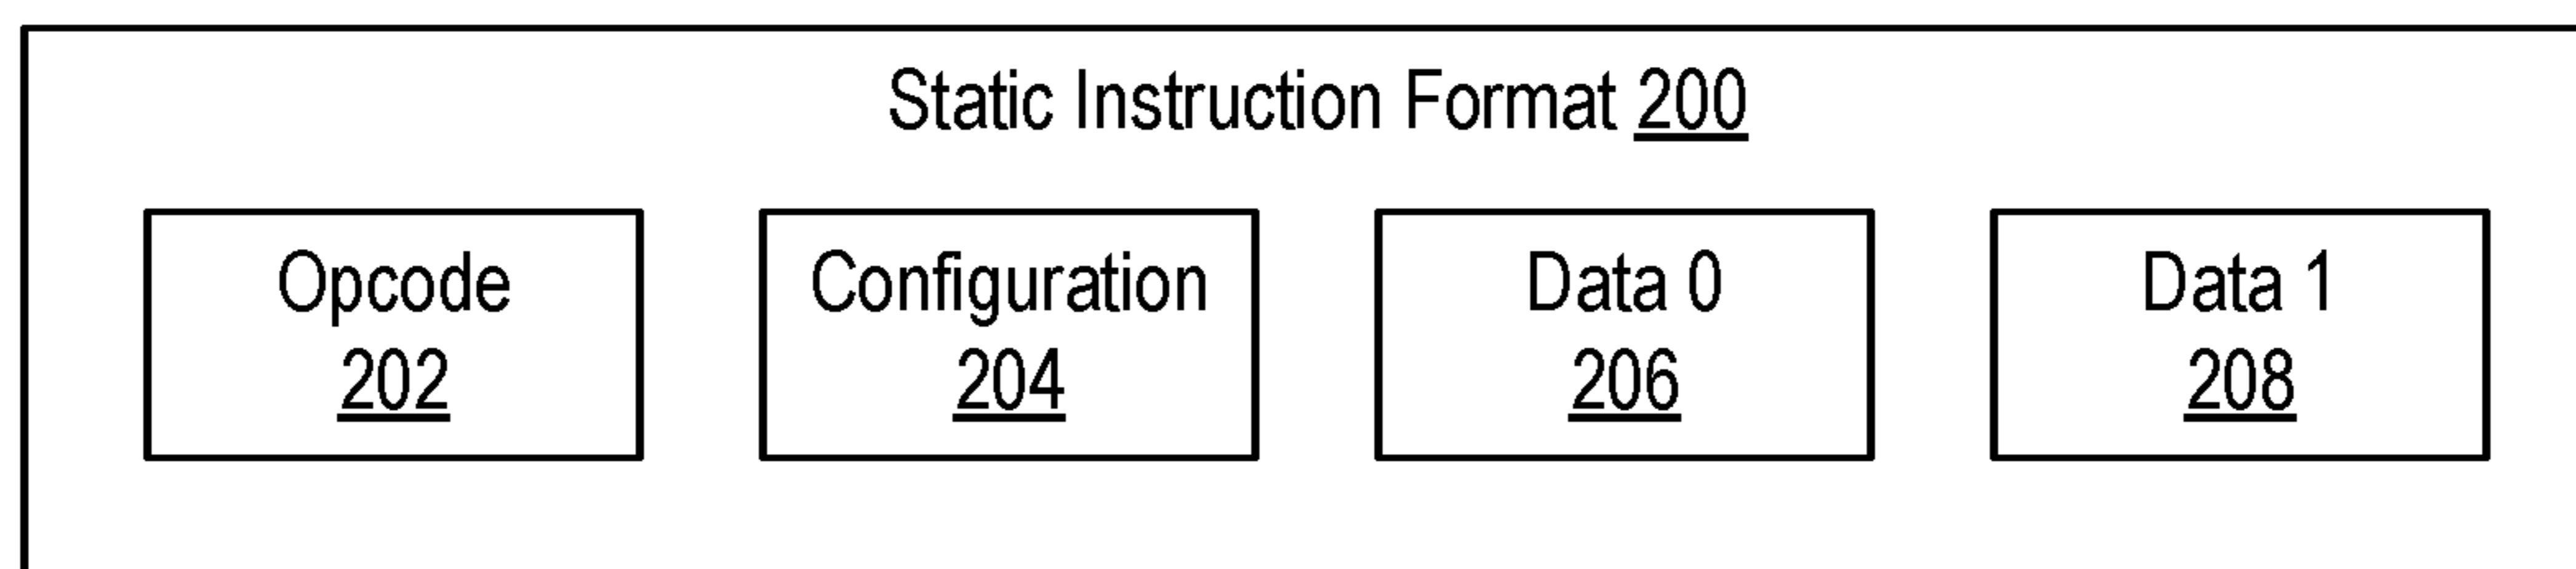 Static Instruction Format 200
Opcode
202
Configuration
204
Data 0
206
Data 1
208